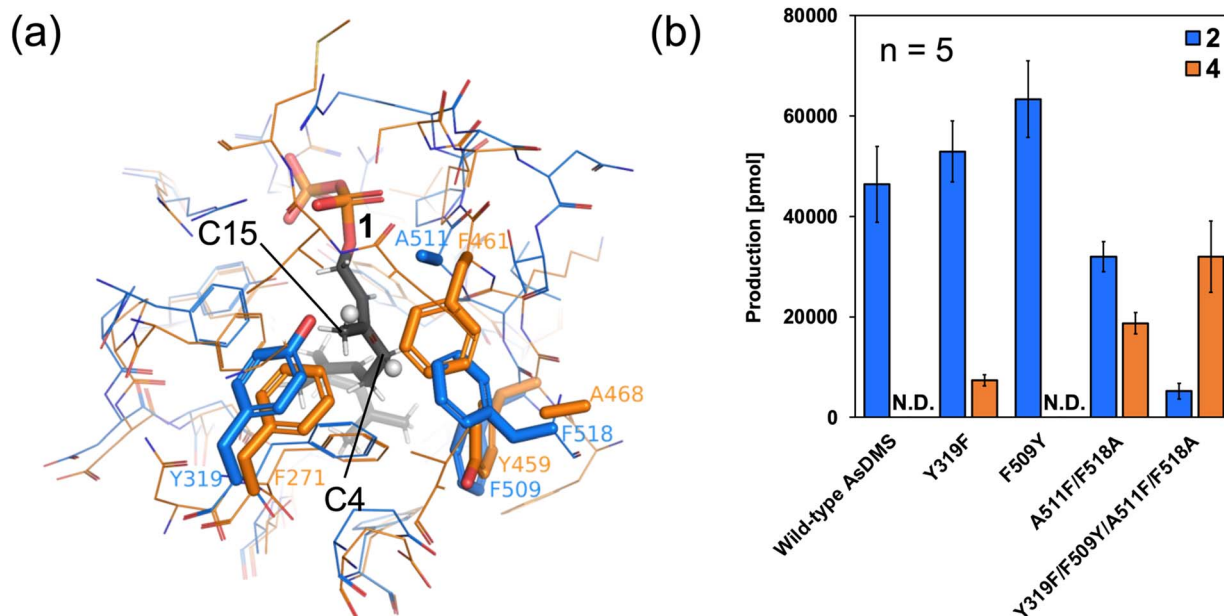 (a)
C15
1
A511
F461
A468
F518
Y459
F509
Y319
F271
C4
(b)
n = 5
2
4
Production [pmol]
80000
60000
40000
20000
0
N.D.
N.D.
Wild-type AsDMS
Y319F
F509Y
A511F/F518A
Y319F/F509Y/A511F/F518A